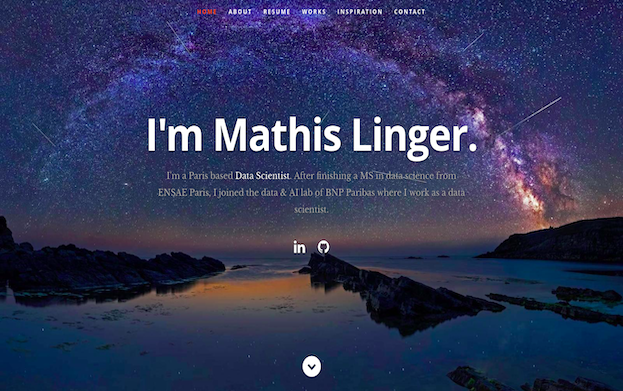 HOME ABOUT RESUME WORKS INSPIRATION CONTACT
I'm Mathis Linger.
I'm a Paris based Data Scientist. After finishing a MS in data science from
ENSAE Paris, I joined the data & AI lab of BNP Paribas where I work as a data
scientist.
in